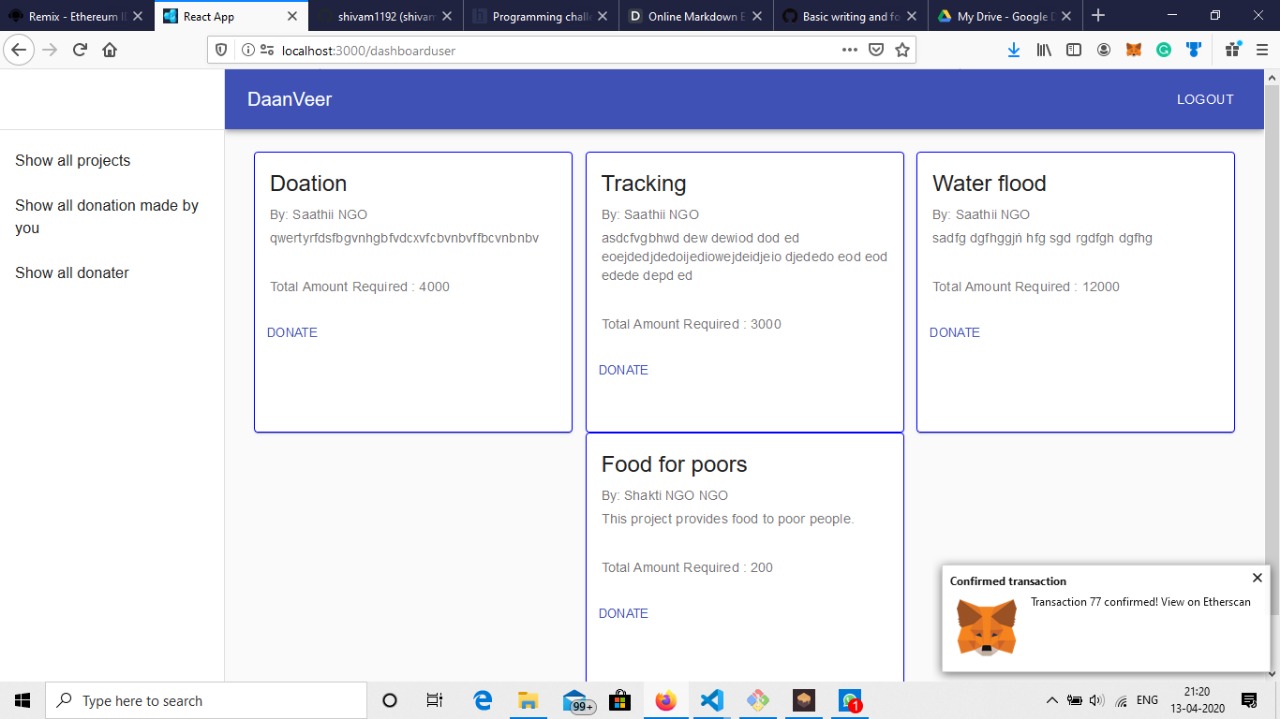 Remix - Ethereum I
React App
shivam1192 (shivam
Programming chall
Online Markdown E
Basic writing and fo
My Drive - Google D
localhost:3000/dashboarduser
DaanVeer
LOGOUT
Show all projects
Show all donation made by
you
Show all donater
Doation
By: Saathii NGO
qwertyrfdsfbgvnhgbfvdcxvfcbvnbvffbcvnbnbv
Total Amount Required : 4000
DONATE
Tracking
By: Saathii NGO
asdcfvgbhwd dew dewiod dod ed
eoejdedjdedoijediowejdeidjeio djededo eod eod
edede depd ed
Total Amount Required : 3000
DONATE
Water flood
By: Saathii NGO
sadfg dgfhggjń hfg sgd rgdfgh dgfhg
Total Amount Required : 12000
DONATE
Food for poors
By: Shakti NGO NGO
This project provides food to poor people.
Total Amount Required : 200
DONATE
Confirmed transaction
Transaction 77 confirmed! View on Etherscan
Type here to search
99+
1
ENG
21:20
13-04-2020